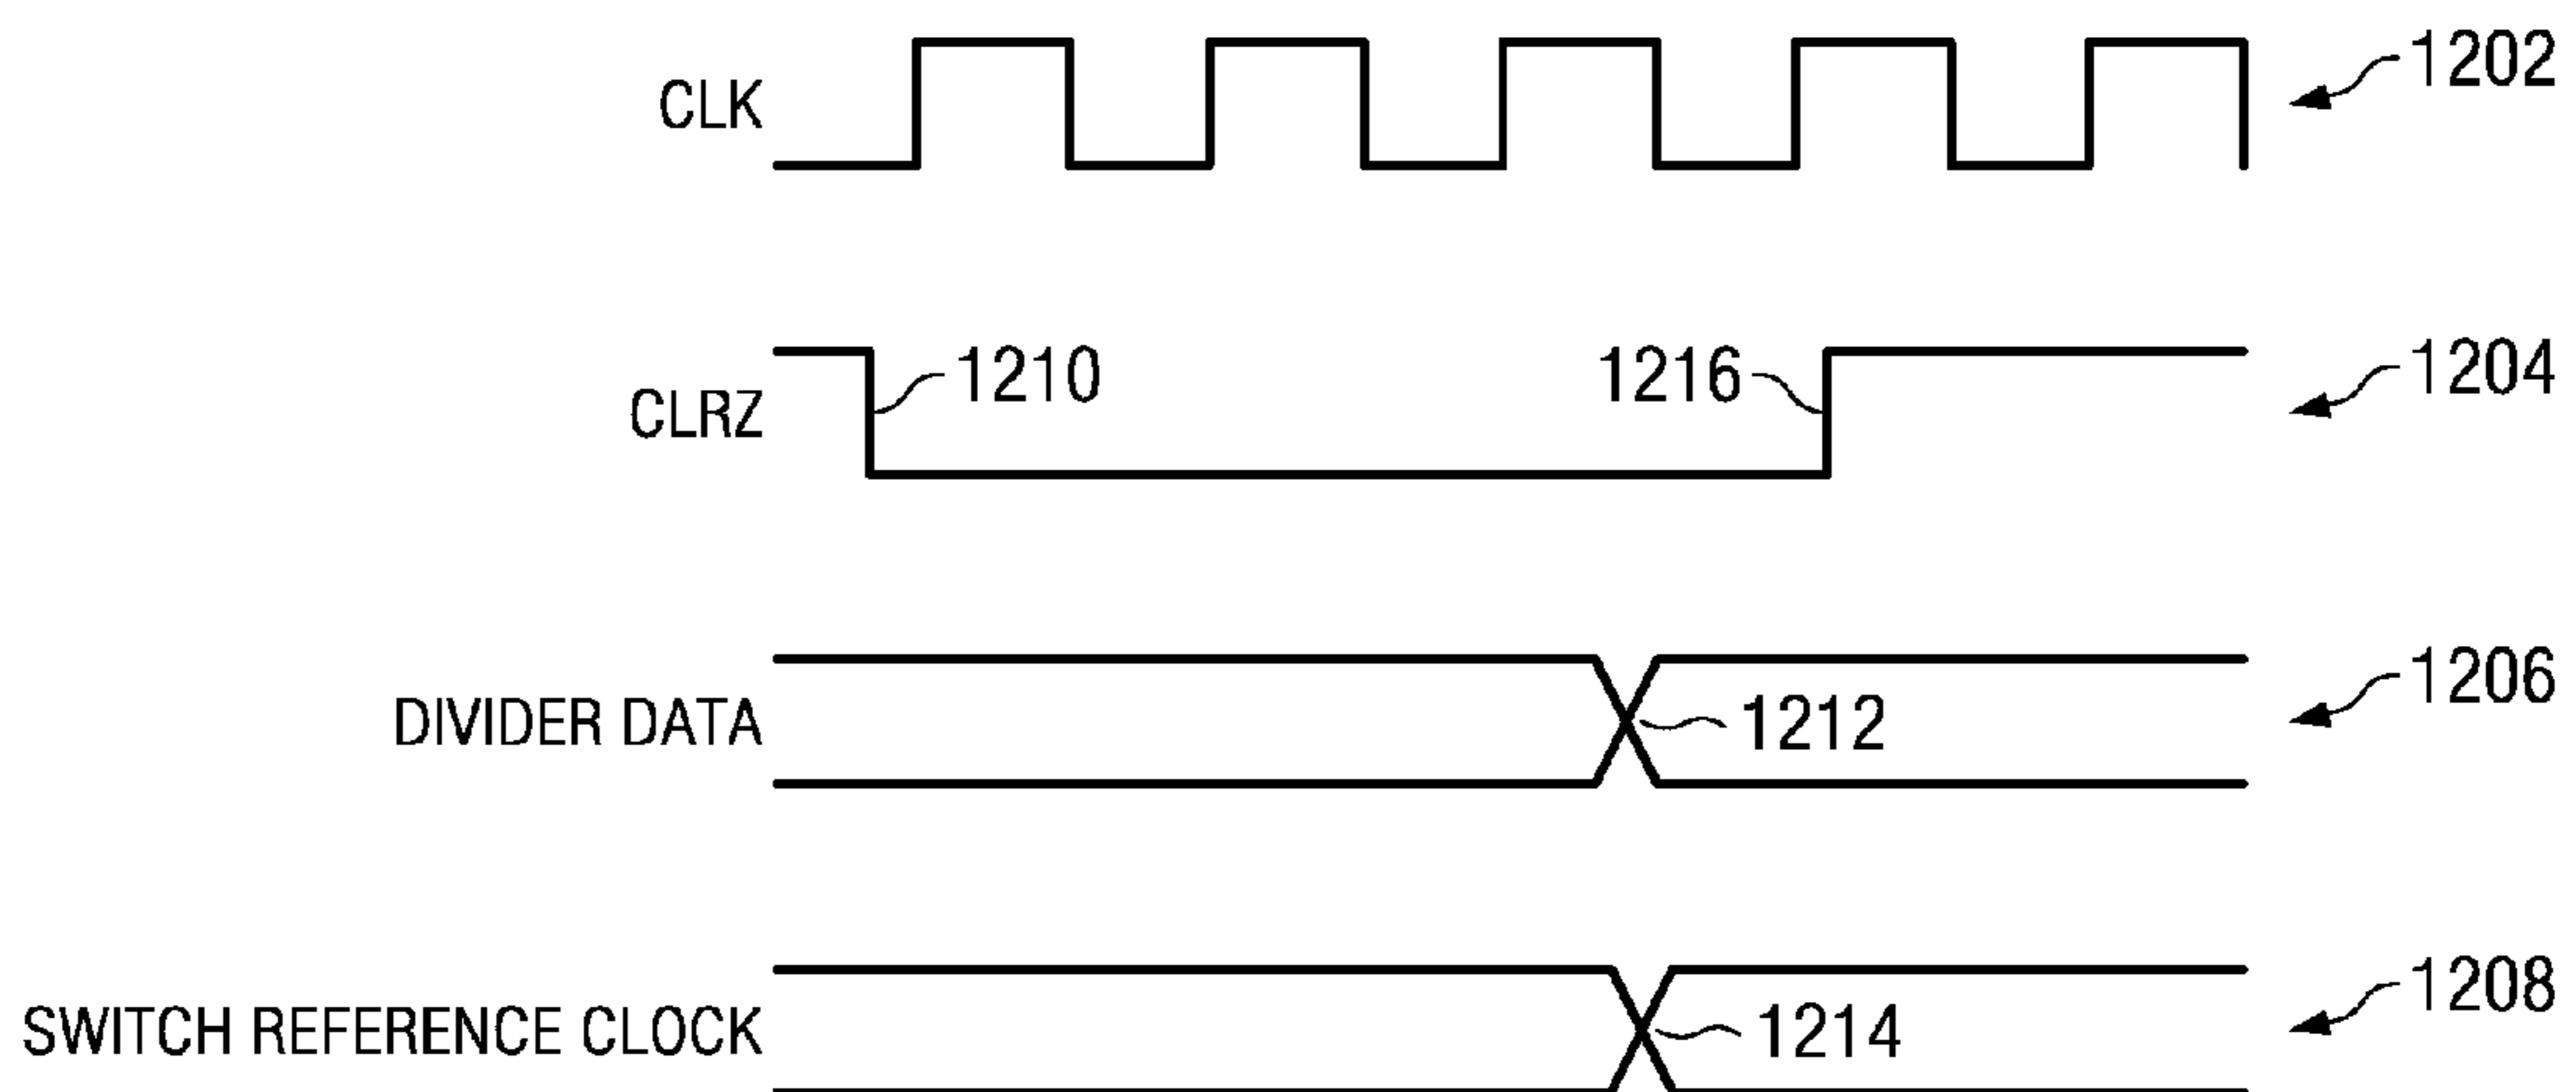 CLK
1202
CLRZ
1210
1216
1204
DIVIDER DATA
1212
1206
SWITCH REFERENCE CLOCK
1214
1208